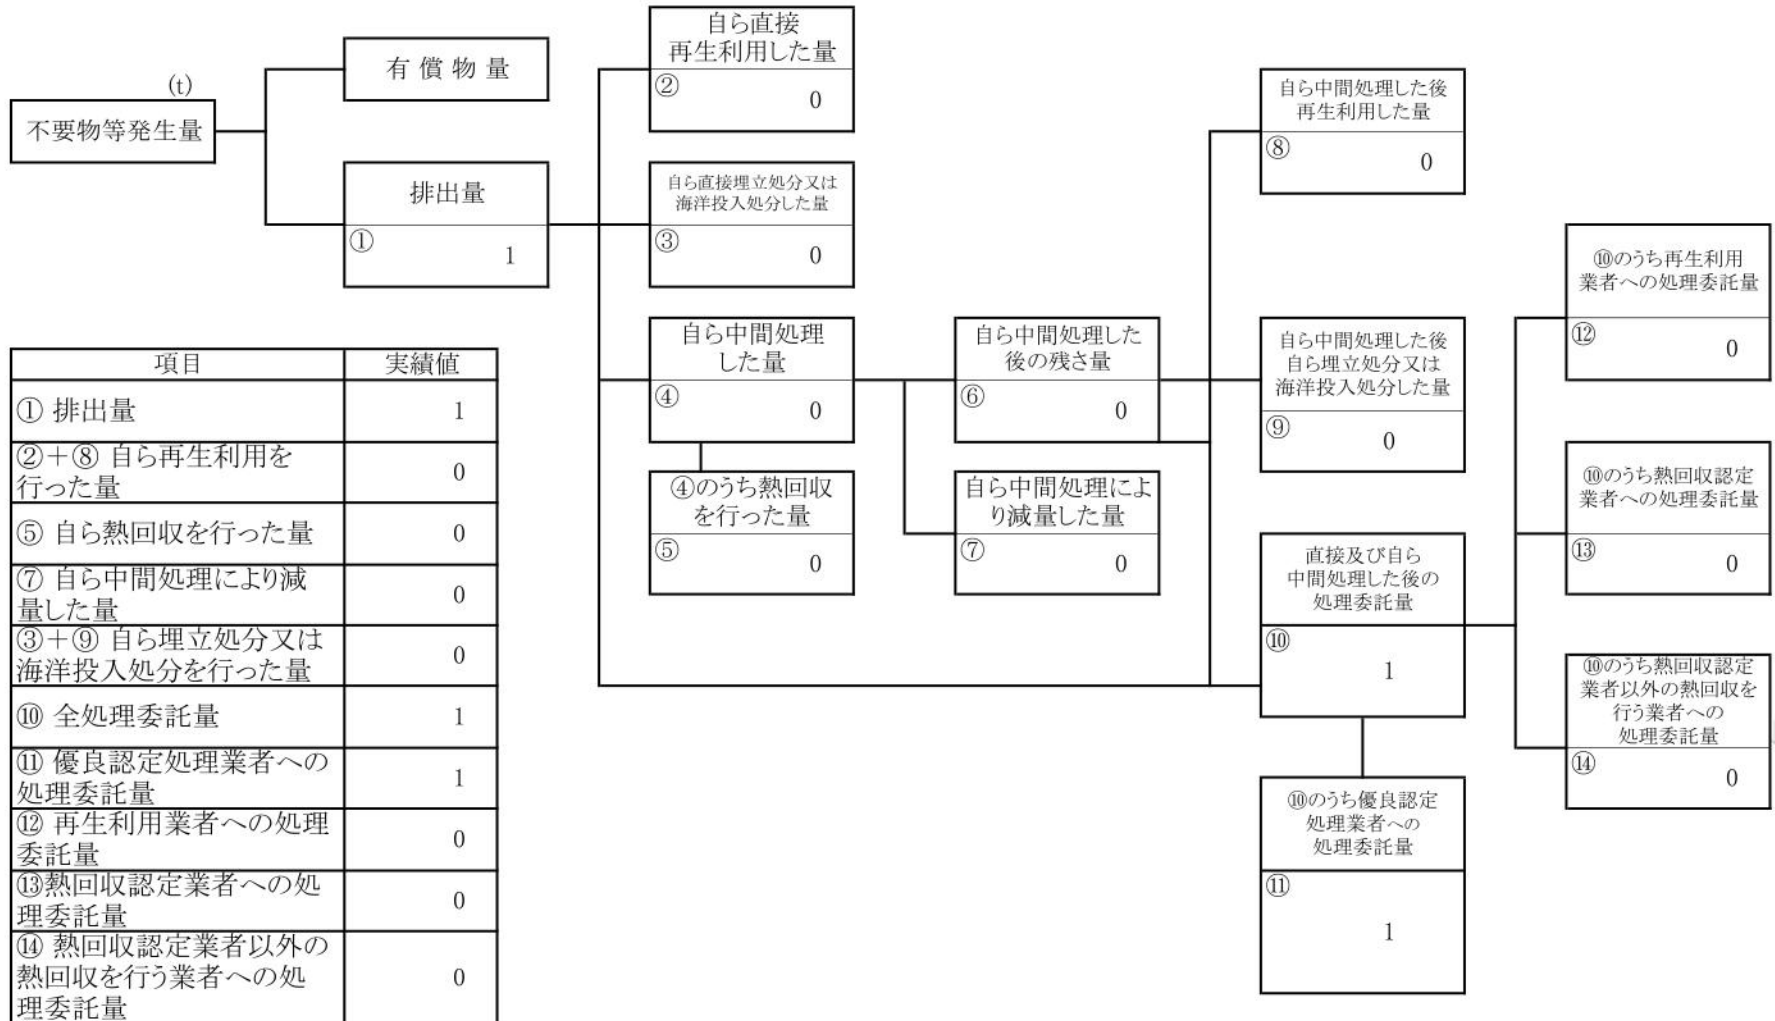 (t)
不要物等発生量
有 償 物 量
排出量
①
1
自ら直接
再生利用した量
②
0
自ら直接埋立処分又は
海洋投入処分した量
③
0
自ら中間処理
した量
④
0
④のうち熱回収
を行った量
⑤
0
自ら中間処理した
後の残さ量
⑥
0
自ら中間処理によ
り減量した量
⑦
0
自ら中間処理した後
再生利用した量
⑧
0
自ら中間処理した後
自ら埋立処分又は
海洋投入処分した量
⑨
0
直接及び自ら
中間処理した後の
処理委託量
⑩
1
⑩のうち優良認定
処理業者への
処理委託量
⑪
1
⑩のうち再生利用
業者への処理委託量
⑫
0
⑩のうち熱回収認定
業者への処理委託量
⑬
0
⑩のうち熱回収認定
業者以外の熱回収を
行う業者への
処理委託量
⑭
0
項目 実績値
① 排出量 1
②＋⑧ 自ら再生利用を
行った量 0
⑤ 自ら熱回収を行った量 0
⑦ 自ら中間処理により減
量した量 0
③＋⑨ 自ら埋立処分又は
海洋投入処分を行った量 0
⑩ 全処理委託量 1
⑪ 優良認定処理業者への
処理委託量 1
⑫ 再生利用業者への処理
委託量 0
⑬熱回収認定業者への処
理委託量 0
⑭ 熱回収認定業者以外の
熱回収を行う業者への処
理委託量 0